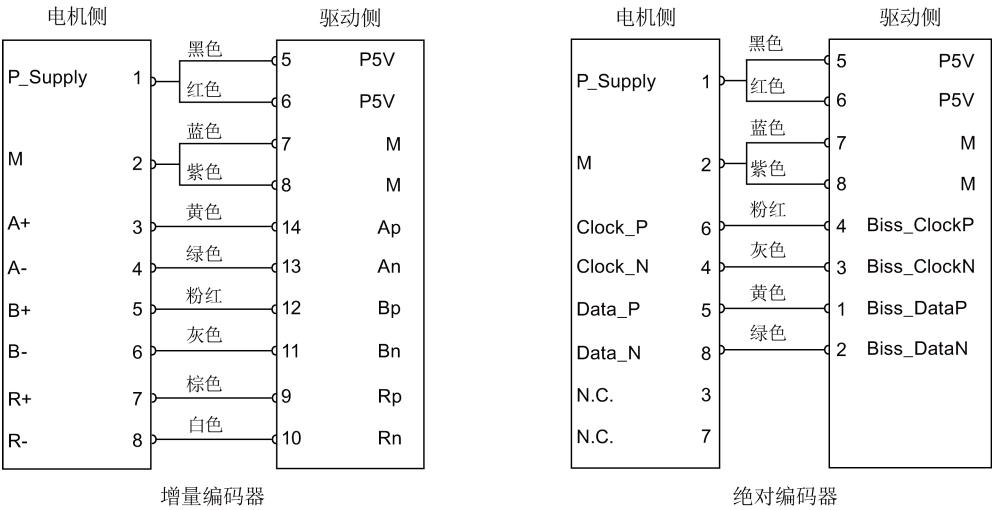 电机侧 驱动侧
黑色
P_Supply 1 5 P5V
红色
6 P5V
蓝色
M 2 7 M
紫色
8 M
黄色
A+ 3 14 Ap
绿色
A- 4 13 An
粉红
B+ 5 12 Bp
灰色
B- 6 11 Bn
棕色
R+ 7 9 Rp
白色
R- 8 10 Rn
增量编码器
电机侧 驱动侧
黑色
P_Supply 1 5 P5V
红色
6 P5V
蓝色
M 2 7 M
紫色
8 M
粉红
Clock_P 6 4 Biss_ClockP
灰色
Clock_N 4 3 Biss_ClockN
黄色
Data_P 5 1 Biss_DataP
绿色
Data_N 8 2 Biss_DataN
N.C. 3
N.C. 7
绝对编码器